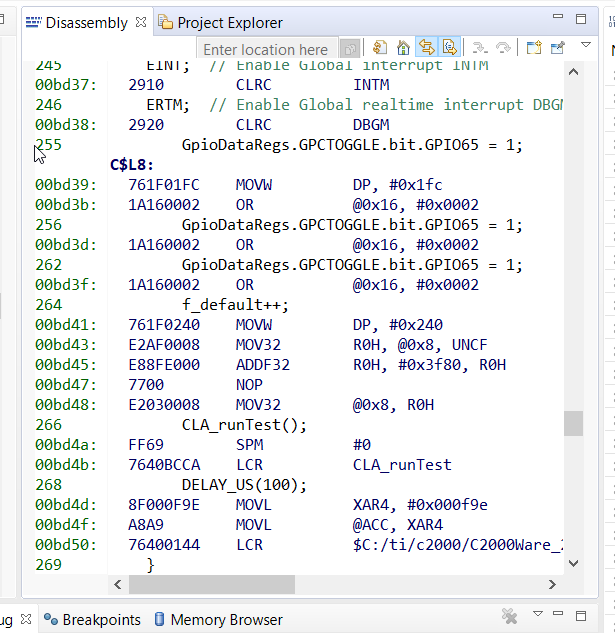 Disassembly Project Explorer
Enter location here
245 EINT; // Enable Global interrupt INTM
00bd37: 2910 CLRC INTM
246 ERTM; // Enable Global realtime interrupt DBGM
00bd38: 2920 CLRC DBGM
255 GpioDataRegs.GPCTOGGLE.bit.GPIO65 = 1;
C$L8:
00bd39: 761F01FC MOVW DP, #0x1fc
00bd3b: 1A160002 OR @0x16, #0x0002
256 GpioDataRegs.GPCTOGGLE.bit.GPIO65 = 1;
00bd3d: 1A160002 OR @0x16, #0x0002
262 GpioDataRegs.GPCTOGGLE.bit.GPIO65 = 1;
00bd3f: 1A160002 OR @0x16, #0x0002
264 f_default++;
00bd41: 761F0240 MOVW DP, #0x240
00bd43: E2AF0008 MOV32 R0H, @0x8, UNCF
00bd45: E88FE000 ADDF32 R0H, #0x3f80, R0H
00bd47: 7700 NOP
00bd48: E2030008 MOV32 @0x8, R0H
266 CLA_runTest();
00bd4a: FF69 SPM #0
00bd4b: 7640BCCA LCR CLA_runTest
268 DELAY_US(100);
00bd4d: 8F000F9E MOVL XAR4, #0x000f9e
00bd4f: A8A9 MOVL @ACC, XAR4
00bd50: 76400144 LCR $C:/ti/c2000/C2000Ware_
269 }
ug Breakpoints Memory Browser